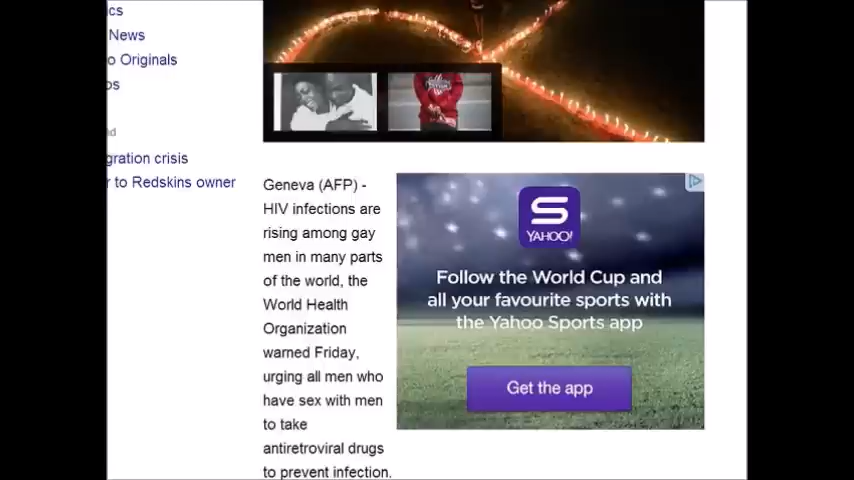 ics
News
o Originals
os
nd
gration crisis
r to Redskins owner
Geneva (AFP) -
HIV infections are
rising among gay
men in many parts
of the world, the
World Health
Organization
warned Friday,
urging all men who
have sex with men
to take
antiretroviral drugs
to prevent infection.
S
YAHOO!
Follow the World Cup and
all your favourite sports with
the Yahoo Sports app
Get the app